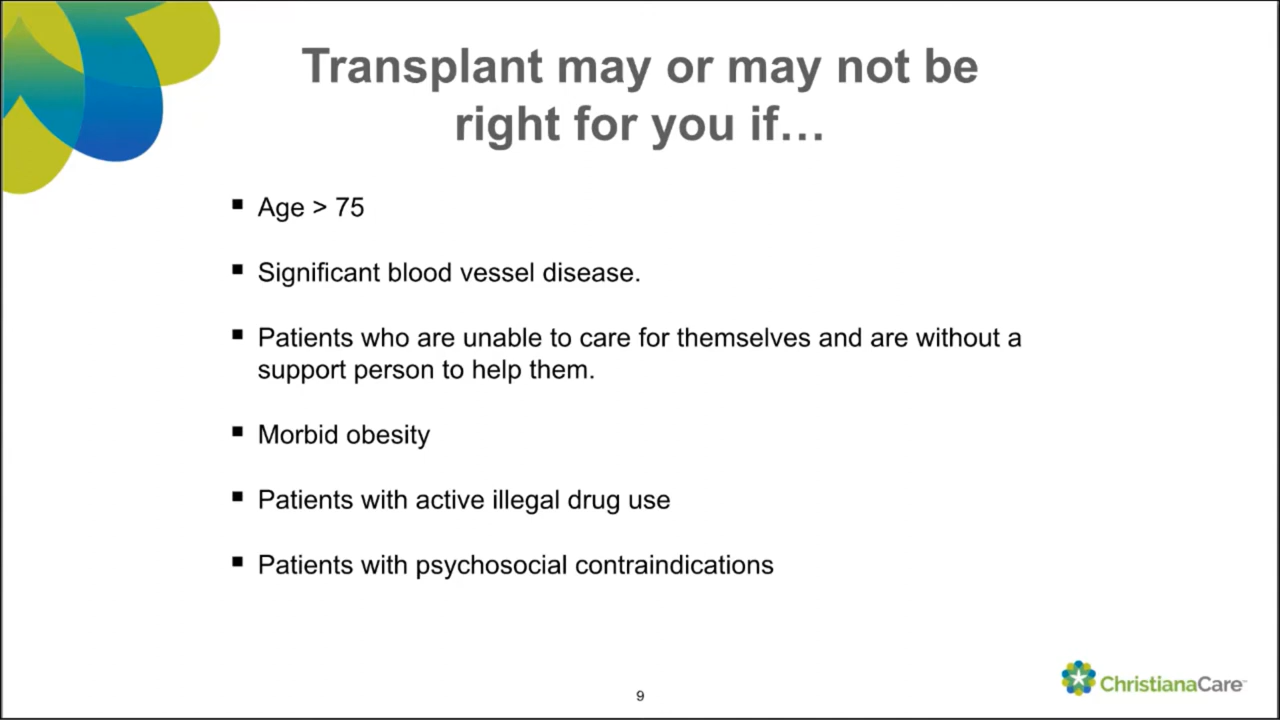 Transplant may or may not be
right for you if…
▪ Age > 75
▪ Significant blood vessel disease.
▪ Patients who are unable to care for themselves and are without a
support person to help them.
▪ Morbid obesity
▪ Patients with active illegal drug use
▪ Patients with psychosocial contraindications
9
ChristianaCare™